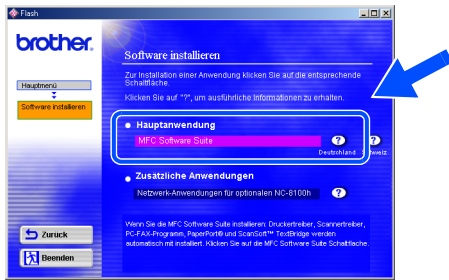 Flash
brother.
Software installieren
Zur Installation einer Anwendung klicken Sie auf die entsprechende
Schaltfläche.
Klicken Sie auf "?", um ausführliche Informationen zu erhalten.
Hauptmenü
Software installieren
Hauptanwendung
MFC Software Suite
?
?
Deutschland
Schweiz
Zusätzliche Anwendungen
Netzwerk-Anwendungen für optionalen NC-8100h
?
Wenn Sie die MFC Software Suite installieren: Druckertreiber, Scannertreiber,
PC-FAX-Programm, PaperPort® und ScanSoft™ TextBridge werden
automatisch mit installiert. Klicken Sie auf die MFC Software Suite Schaltfläche.
Zurück
Beenden